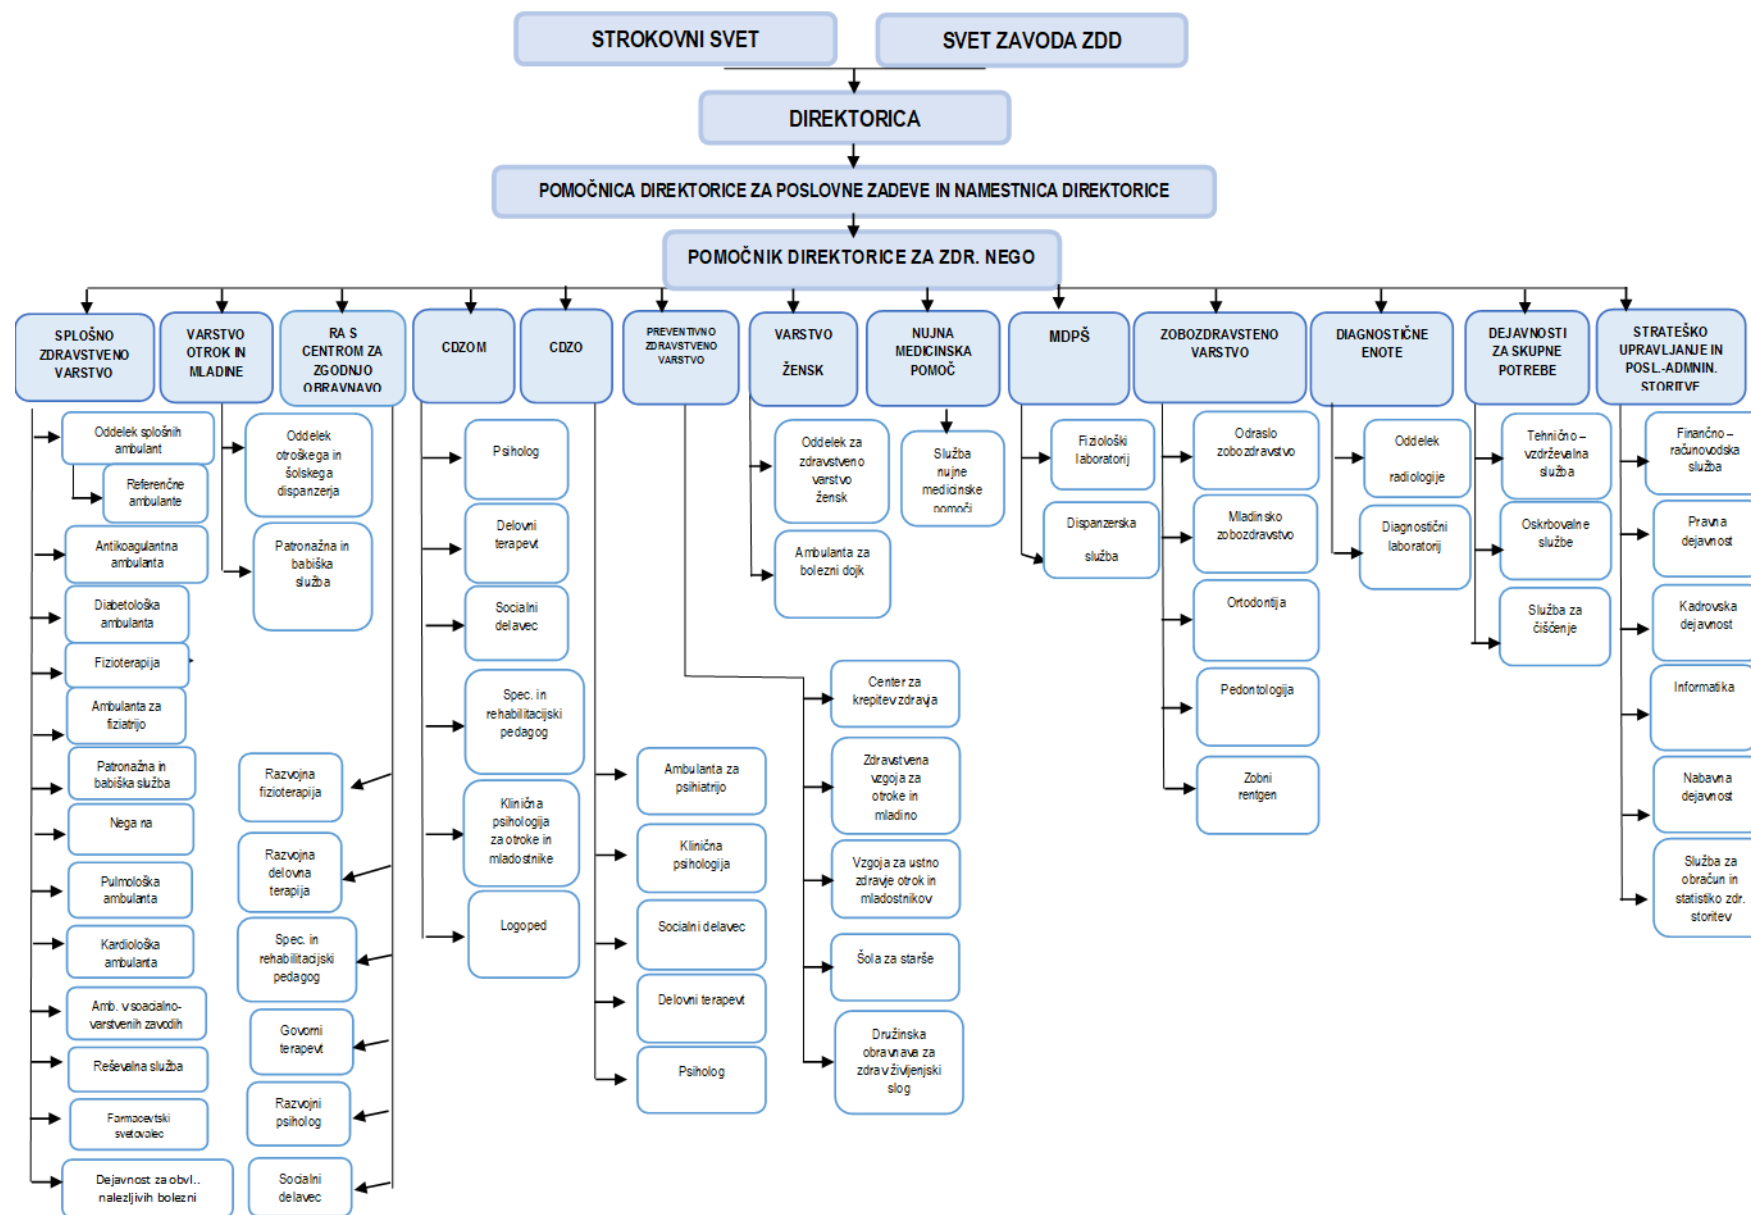 STROKOVNI SVET
SVET ZAVODA ZDD
DIREKTORICA
POMOČNICA DIREKTORICE ZA POSLOVNE ZADEVE IN NAMESTNICA DIREKTORICE
POMOČNIK DIREKTORICE ZA ZDR. NEGO
SPLOŠNO
ZDRAVSTVENO
VARSTVO
VARSTVO
OTROK IN
MLADINE
RA S
CENTROM ZA
ZGODNJO
OBRAVNAVO
CDZOM
CDZO
PREVENTIVNO
ZDRAVSTVENO
VARSTVO
VARSTVO
ŽENSK
NUJNA
MEDICINSKA
POMOČ
MDPŠ
ZOBOZDRAVSTENO
VARSTVO
DIAGNOSTIČNE
ENOTE
DEJAVNOSTI
ZA SKUPNE
POTREBE
STRATEŠKO
UPRAVLJANJE IN
POSL.-ADMNIN.
STORITVE
Oddelek splošnih
ambulant
Referenčne
ambulante
Antikoagulantna
ambulanta
Diabetološka
ambulanta
Fizioterapija
Ambulanta za
fiziatrijo
Patronažna in
babiška služba
Nega na
Pulmološka
ambulanta
Kardiološka
ambulanta
Amb. v soacialno-
varstvenih zavodih
Reševalna služba
Farmacevtski
svetovalec
Dejavnost za obvl..
nalezljivih bolezni
Oddelek
otroškega in
šolskega
dispanzerja
Patronažna in
babiška
služba
Razvojna
fizioterapija
Razvojna
delovna
terapija
Spec. in
rehabilitacijski
pedagog
Govorni
terapevt
Razvojni
psiholog
Socialni
delavec
Psiholog
Delovni
terapevt
Socialni
delavec
Spec. in
rehabilitacijski
pedagog
Klinična
psihologija
za otroke in
mladostnike
Logoped
Ambulanta za
psihiatrijo
Klinična
psihologija
Socialni delavec
Delovni terapevt
Psiholog
Center za
krepitev zdravja
Zdravstvena
vzgoja za
otroke in
mladino
Vzgoja za ustno
zdravje otrok in
mladostnikov
Šola za starše
Družinska
obravnava za
zdrav življenjski
slog
Oddelek za
zdravstveno
varstvo
žensk
Ambulanta za
bolezni dojk
Služba
nujne
medicinske
pomoči
Fiziološki
laboratorij
Dispanzerska
služba
Odraslo
zobozdravstvo
Mladinsko
zobozdravstvo
Ortodontija
Pedontologija
Zobni
rentgen
Oddelek
radiologije
Diagnostični
laboratorij
Tehnično –
vzdrževalna
služba
Oskrbovalne
službe
Služba za
čiščenje
Finančno –
računovodska
služba
Pravna
dejavnost
Kadrovska
dejavnost
Informatika
Nabavna
dejavnost
Služba za
obračun in
statistiko zdr.
storitev